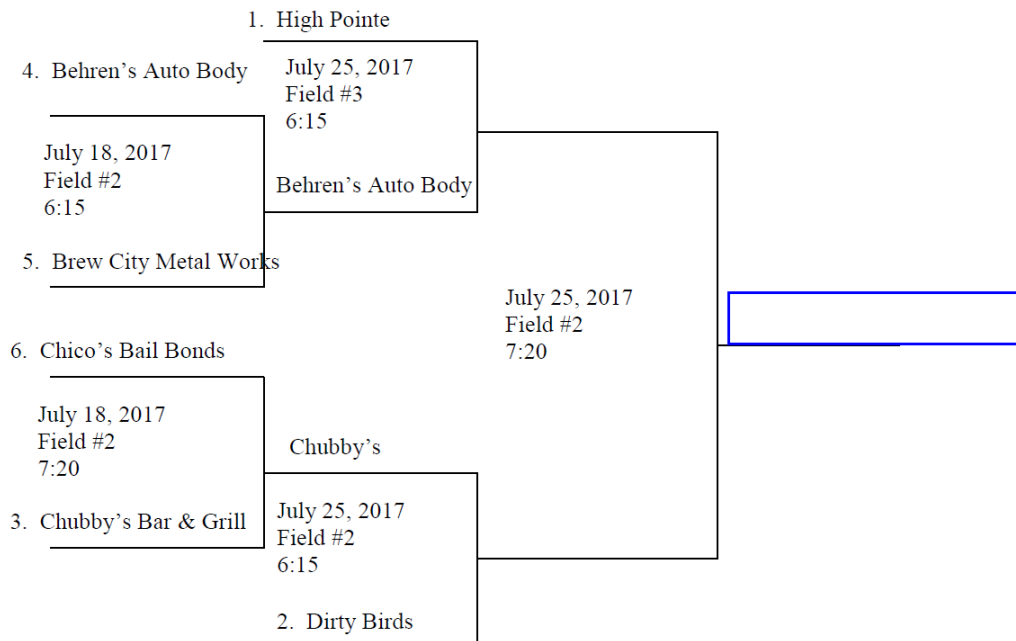 1.  High Pointe
4.  Behren’s Auto Body
July 25, 2017
Field #3
6:15
July 18, 2017
Field #2
6:15
Behren’s Auto Body
5.  Brew City Metal Works
July 25, 2017
Field #2
7:20
6.  Chico’s Bail Bonds
July 18, 2017
Field #2
7:20
Chubby’s
3.  Chubby’s Bar & Grill
July 25, 2017
Field #2
6:15
2.  Dirty Birds